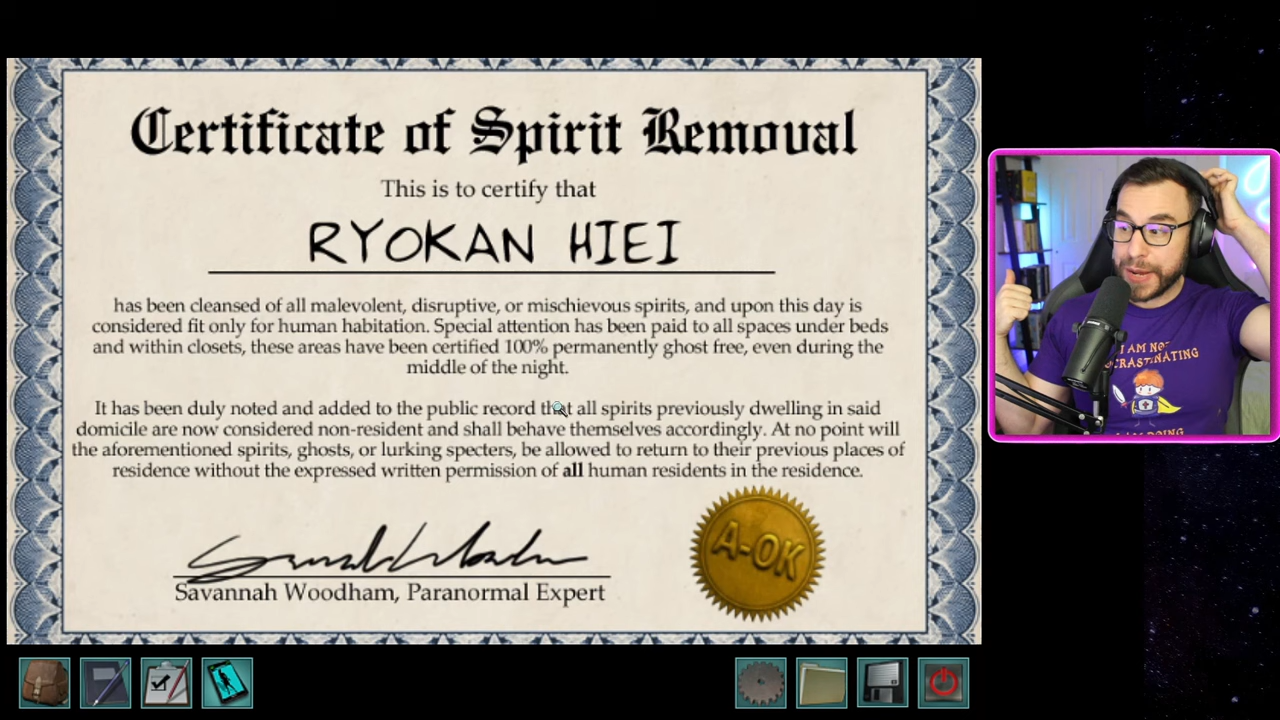 Certificate of Spirit Removal
This is to certify that
RYOKAN HIEI
has been cleansed of all malevolent, disruptive, or mischievous spirits, and upon this day is
considered fit only for human habitation. Special attention has been paid to all spaces under beds
and within closets, these areas have been certified 100% permanently ghost free, even during the
middle of the night.
It has been duly noted and added to the public record that all spirits previously dwelling in said
domicile are now considered non-resident and shall behave themselves accordingly. At no point will
the aforementioned spirits, ghosts, or lurking specters, be allowed to return to their previous places of
residence without the expressed written permission of all human residents in the residence.
Savannah Woodham, Paranormal Expert
A-OK
I AM NOT
I AM DOING